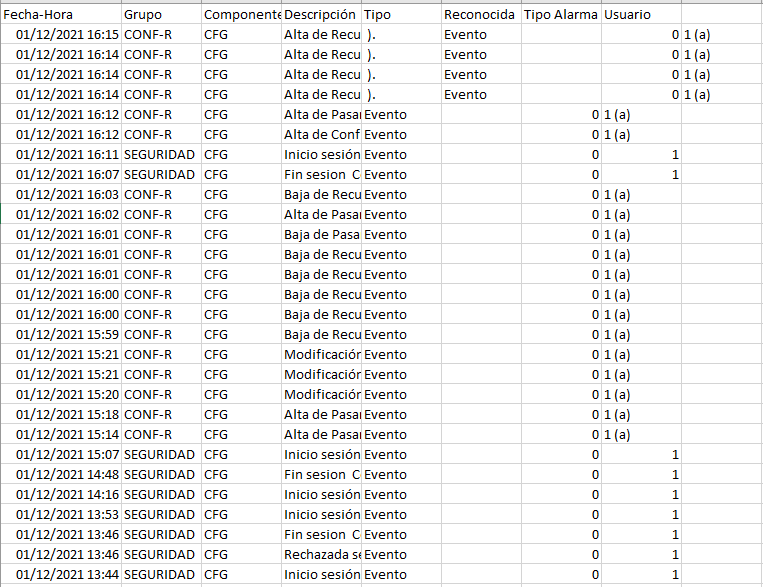 Fecha-Hora Grupo Componente Descripción Tipo Reconocida Tipo Alarma Usuario
01/12/2021 16:15 CONF-R CFG Alta de Recu ). Evento 0 1 (a)
01/12/2021 16:14 CONF-R CFG Alta de Recu ). Evento 0 1 (a)
01/12/2021 16:14 CONF-R CFG Alta de Recu ). Evento 0 1 (a)
01/12/2021 16:14 CONF-R CFG Alta de Recu ). Evento 0 1 (a)
01/12/2021 16:12 CONF-R CFG Alta de Pasa Evento 0 1 (a)
01/12/2021 16:12 CONF-R CFG Alta de Conf Evento 0 1 (a)
01/12/2021 16:11 SEGURIDAD CFG Inicio sesión Evento 0 1
01/12/2021 16:07 SEGURIDAD CFG Fin sesion C Evento 0 1
01/12/2021 16:03 CONF-R CFG Baja de Recu Evento 0 1 (a)
01/12/2021 16:02 CONF-R CFG Alta de Pasa Evento 0 1 (a)
01/12/2021 16:01 CONF-R CFG Baja de Pasa Evento 0 1 (a)
01/12/2021 16:01 CONF-R CFG Baja de Recu Evento 0 1 (a)
01/12/2021 16:01 CONF-R CFG Baja de Recu Evento 0 1 (a)
01/12/2021 16:00 CONF-R CFG Baja de Recu Evento 0 1 (a)
01/12/2021 16:00 CONF-R CFG Baja de Recu Evento 0 1 (a)
01/12/2021 15:59 CONF-R CFG Baja de Recu Evento 0 1 (a)
01/12/2021 15:21 CONF-R CFG Modificación Evento 0 1 (a)
01/12/2021 15:21 CONF-R CFG Modificación Evento 0 1 (a)
01/12/2021 15:20 CONF-R CFG Modificación Evento 0 1 (a)
01/12/2021 15:18 CONF-R CFG Alta de Pasa Evento 0 1 (a)
01/12/2021 15:14 CONF-R CFG Alta de Pasa Evento 0 1 (a)
01/12/2021 15:07 SEGURIDAD CFG Inicio sesión Evento 0 1
01/12/2021 14:48 SEGURIDAD CFG Fin sesion C Evento 0 1
01/12/2021 14:16 SEGURIDAD CFG Inicio sesión Evento 0 1
01/12/2021 13:53 SEGURIDAD CFG Inicio sesión Evento 0 1
01/12/2021 13:46 SEGURIDAD CFG Fin sesion C Evento 0 1
01/12/2021 13:46 SEGURIDAD CFG Rechazada se Evento 0 1
01/12/2021 13:44 SEGURIDAD CFG Inicio sesión Evento 0 1